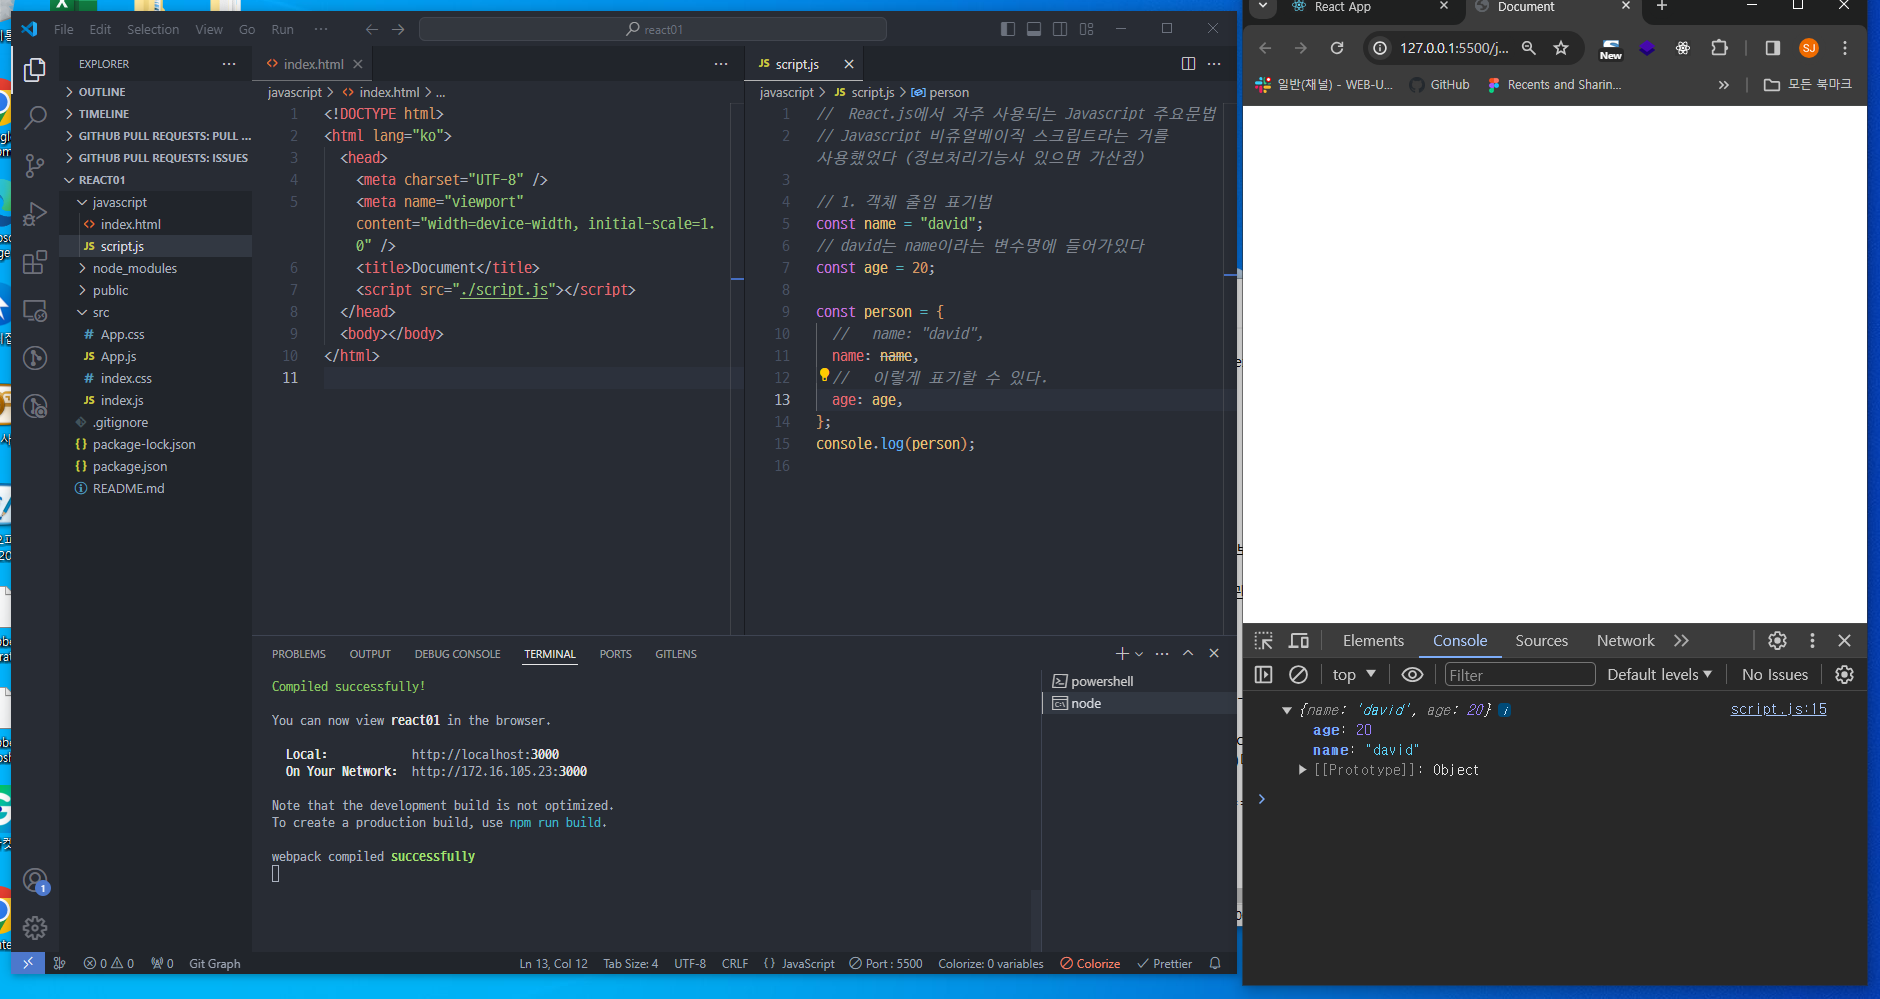 File Edit Selection View Go Run ··· react01
EXPLORER ···
OUTLINE
TIMELINE
GITHUB PULL REQUESTS: PULL ...
GITHUB PULL REQUESTS: ISSUES
REACT01
javascript
index.html
script.js
node_modules
public
src
App.css
App.js
index.css
index.js
.gitignore
package-lock.json
package.json
README.md
index.html
javascript > index.html > ...
1 <!DOCTYPE html>
2 <html lang="ko">
3 <head>
4 <meta charset="UTF-8" />
5 <meta name="viewport"
content="width=device-width, initial-scale=1.
0" />
6 <title>Document</title>
7 <script src="./script.js"></script>
8 </head>
9 <body></body>
10 </html>
11
script.js
javascript > script.js > person
1 // React.js에서 자주 사용되는 Javascript 주요문법
2 // Javascript 비쥬얼베이직 스크립트라는 거를
사용했었다 (정보처리기능사 있으면 가산점)
3
4 // 1. 객체 줄임 표기법
5 const name = "david";
6 // david는 name이라는 변수명에 들어가있다
7 const age = 20;
8
9 const person = {
10 // name: "david",
11 name: name,
12 // 이렇게 표기할 수 있다.
13 age: age,
14 };
15 console.log(person);
16
PROBLEMS OUTPUT DEBUG CONSOLE TERMINAL PORTS GITLENS
Compiled successfully!
You can now view react01 in the browser.
Local: http://localhost:3000
On Your Network: http://172.16.105.23:3000
Note that the development build is not optimized.
To create a production build, use npm run build.
webpack compiled successfully
powershell
node
1
0 0 0 Git Graph Ln 13, Col 12 Tab Size: 4 UTF-8 CRLF {} JavaScript Port : 5500 Colorize: 0 variables Colorize Prettier
React App Document
127.0.0.1:5500/j... New SJ
일반(채널) - WEB-U... GitHub Recents and Sharin... » 모든 북마크
Elements Console Sources Network
top Filter Default levels No Issues
{name: 'david', age: 20} script.js:15
age: 20
name: "david"
[[Prototype]]: Object